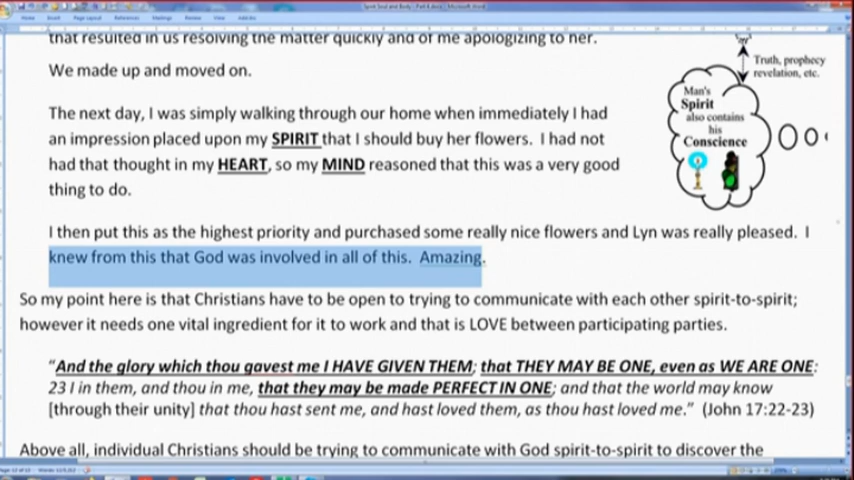 that resulted in us resolving the matter quickly and of me apologizing to her.
We made up and moved on.
The next day, I was simply walking through our home when immediately I had
an impression placed upon my SPIRIT that I should buy her flowers. I had not
had that thought in my HEART, so my MIND reasoned that this was a very good
thing to do.
I then put this as the highest priority and purchased some really nice flowers and Lyn was really pleased. I
knew from this that God was involved in all of this. Amazing.
So my point here is that Christians have to be open to trying to communicate with each other spirit-to-spirit;
however it needs one vital ingredient for it to work and that is LOVE between participating parties.
“And the glory which thou gavest me I HAVE GIVEN THEM; that THEY MAY BE ONE, even as WE ARE ONE:
23 I in them, and thou in me, that they may be made PERFECT IN ONE; and that the world may know
[through their unity] that thou hast sent me, and hast loved them, as thou hast loved me.” (John 17:22-23)
Above all, individual Christians should be trying to communicate with God spirit-to-spirit to discover the
Truth, prophecy
revelation, etc.
Man's
Spirit
also contains
his
Conscience